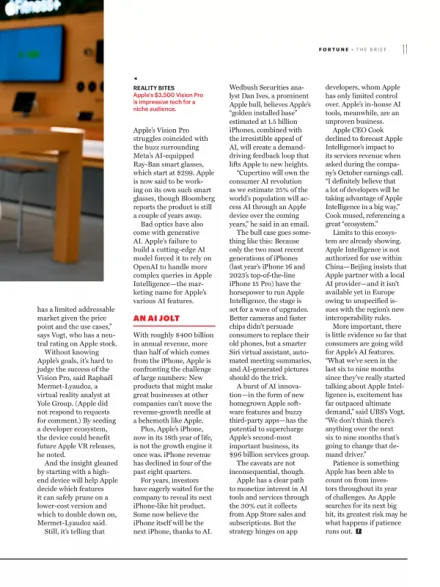 FORTUNE • THE BRIEF
11
REALITY BITES
Apple's $3,500 Vision Pro
is impressive tech for a
niche audience.
has a limited addressable
market given the price
point and the use cases,"
says Vogt, who has a neu-
tral rating on Apple stock.
Without knowing
Apple's goals, it's hard to
judge the success of the
Vision Pro, said Raphaël
Mermet-Lyaudoz, a
virtual reality analyst at
Yole Group. (Apple did
not respond to requests
for comment.) By seeding
a developer ecosystem,
the device could benefit
future Apple VR releases,
he noted.
And the insight gleaned
by starting with a high-
end device will help Apple
decide which features
it can safely prune on a
lower-cost version and
which to double down on,
Mermet-Lyaudoz said.
Still, it's telling that
Apple's Vision Pro
struggles coincided with
the buzz surrounding
Meta's AI-equipped
Ray-Ban smart glasses,
which start at $299. Apple
is now said to be work-
ing on its own such smart
glasses, though Bloomberg
reports the product is still
a couple of years away.
Bad optics have also
come with generative
AI. Apple's failure to
build a cutting-edge AI
model forced it to rely on
OpenAI to handle more
complex queries in Apple
Intelligence—the mar-
keting name for Apple's
various AI features.
AN AI JOLT
With roughly $400 billion
in annual revenue, more
than half of which comes
from the iPhone, Apple is
confronting the challenge
of large numbers: New
products that might make
great businesses at other
companies can't move the
revenue-growth needle at
a behemoth like Apple.
Plus, Apple's iPhone,
now in its 18th year of life,
is not the growth engine it
once was. iPhone revenue
has declined in four of the
past eight quarters.
For years, investors
have eagerly waited for the
company to reveal its next
iPhone-like hit product.
Some now believe the
iPhone itself will be the
next iPhone, thanks to AI.
Wedbush Securities ana-
lyst Dan Ives, a prominent
Apple bull, believes Apple's
"golden installed base"
estimated at 1.5 billion
iPhones, combined with
the irresistible appeal of
AI, will create a demand-
driving feedback loop that
lifts Apple to new heights.
"Cupertino will own the
consumer AI revolution
as we estimate 25% of the
world's population will ac-
cess AI through an Apple
device over the coming
years," he said in an email.
The bull case goes some-
thing like this: Because
only the two most recent
generations of iPhones
(last year's iPhone 16 and
2023's top-of-the-line
iPhone 15 Pro) have the
horsepower to run Apple
Intelligence, the stage is
set for a wave of upgrades.
Better cameras and faster
chips didn't persuade
consumers to replace their
old phones, but a smarter
Siri virtual assistant, auto-
mated meeting summaries,
and AI-generated pictures
should do the trick.
A burst of AI innova-
tion—in the form of new
homegrown Apple soft-
ware features and buzzy
third-party apps—has the
potential to supercharge
Apple's second-most
important business, its
$96 billion services group.
The caveats are not
inconsequential, though.
Apple has a clear path
to monetize interest in AI
tools and services through
the 30% cut it collects
from App Store sales and
subscriptions. But the
strategy hinges on app
developers, whom Apple
has only limited control
over. Apple's in-house AI
tools, meanwhile, are an
unproven business.
Apple CEO Cook
declined to forecast Apple
Intelligence's impact to
its services revenue when
asked during the compa-
ny's October earnings call.
"I definitely believe that
a lot of developers will be
taking advantage of Apple
Intelligence in a big way,"
Cook mused, referencing a
great "ecosystem."
Limits to this ecosys-
tem are already showing.
Apple Intelligence is not
authorized for use within
China—Beijing insists that
Apple partner with a local
AI provider—and it isn't
available yet in Europe
owing to unspecified is-
sues with the region's new
interoperability rules.
More important, there
is little evidence so far that
consumers are going wild
for Apple's AI features.
"What we've seen in the
last six to nine months
since they've really started
talking about Apple Intel-
ligence is, excitement has
far outpaced ultimate
demand," said UBS's Vogt.
"We don't think there's
anything over the next
six to nine months that's
going to change that de-
mand driver."
Patience is something
Apple has been able to
count on from inves-
tors throughout its year
of challenges. As Apple
searches for its next big
hit, its greatest risk may be
what happens if patience
runs out. F